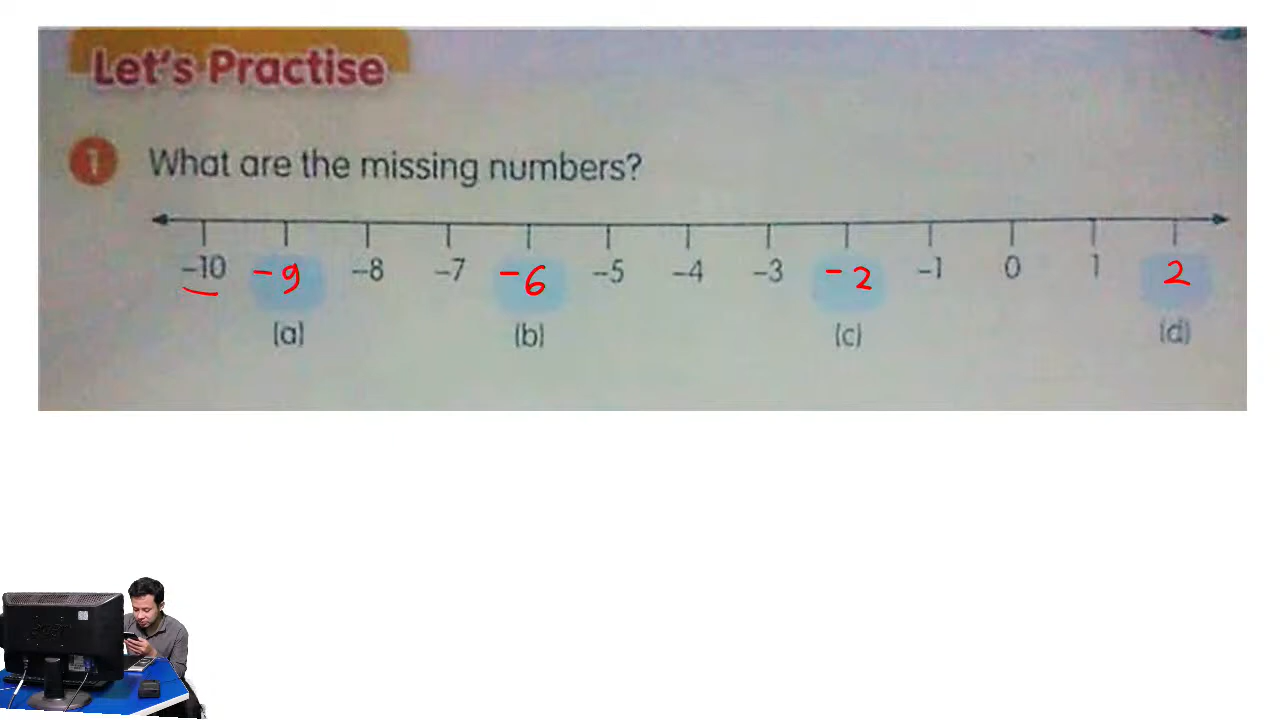 Let's Practise
1 What are the missing numbers?
–10 -9 –8 –7 -6 –5 –4 –3 -2 –1 0 1 2
(a) (b) (c) (d)